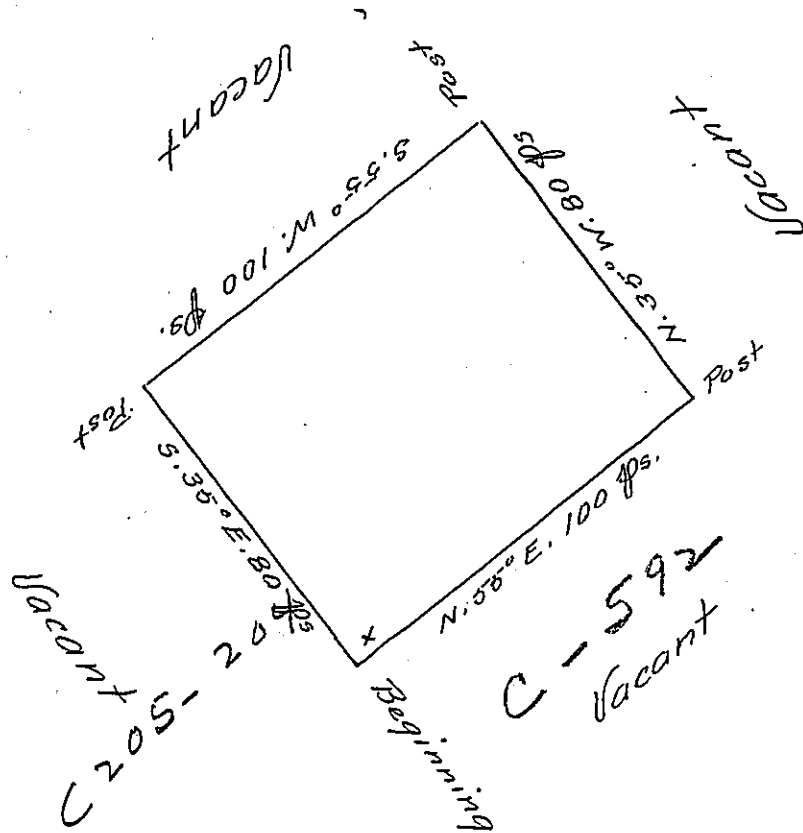 Vacant
Post
Vacant
S. 55° W. 100 ps.
N. 35° W. 80 ps
Post
Post
S. 35° E. 80 ps
N. 55° E. 100 ps.
x
Vacant
C205-20
C-592
Vacant
Beginning